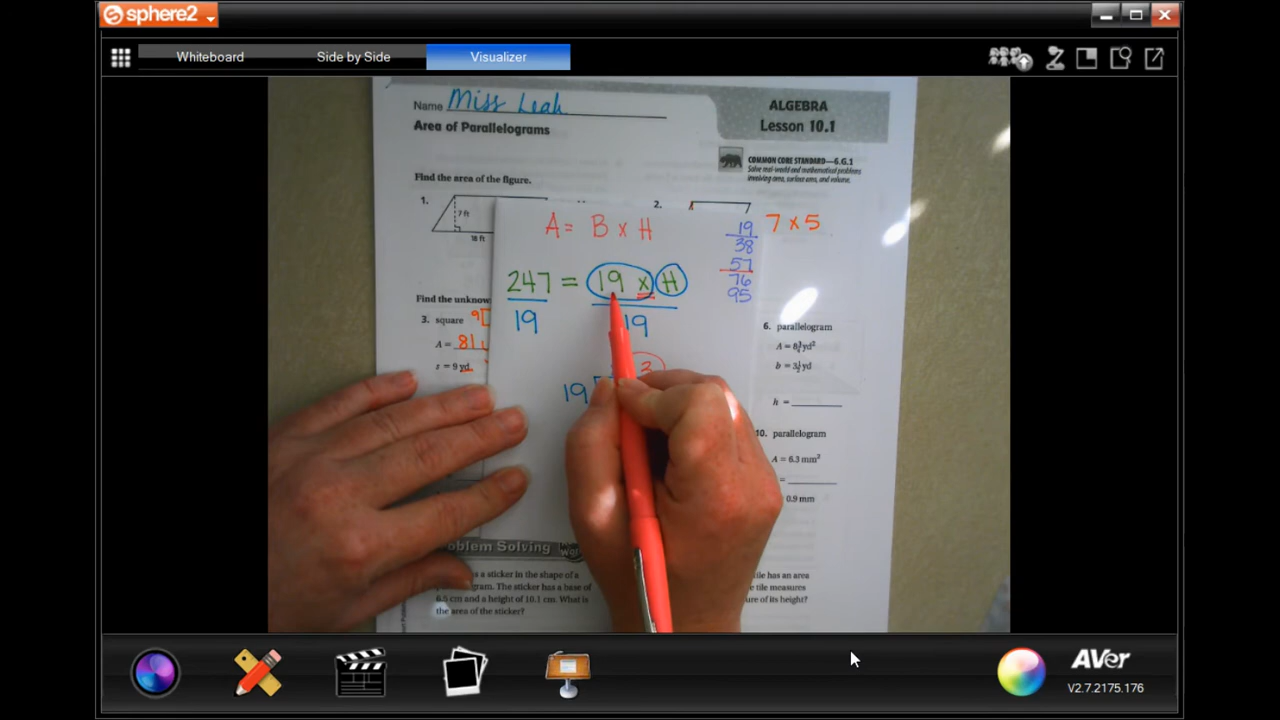 sphere2
Whiteboard Side by Side Visualizer
Name Miss Leah
Area of Parallelograms
ALGEBRA
Lesson 10.1
COMMON CORE STANDARD—6.G.1
Solve real-world and mathematical problems
involving area, surface area, and volume.
Find the area of the figure.
1.
7 ft
18 ft
2.
A = B x H
7 x 5
19
38
57
76
95
247 = 19 x H
19 19
3
19
Find the unknow
3. square 9
A = 81
s = 9 yd
6. parallelogram
b =
yd
h =
10. parallelogram
A = 6.3 mm²
=
0.9 mm
oblem Solving
s a sticker in the shape of a
gram. The sticker has a base of
6.5 cm and a height of 10.1 cm. What is
the area of the sticker?
tile has an area
e tile measures
ure of its height?
AVer
V2.7.2175.176